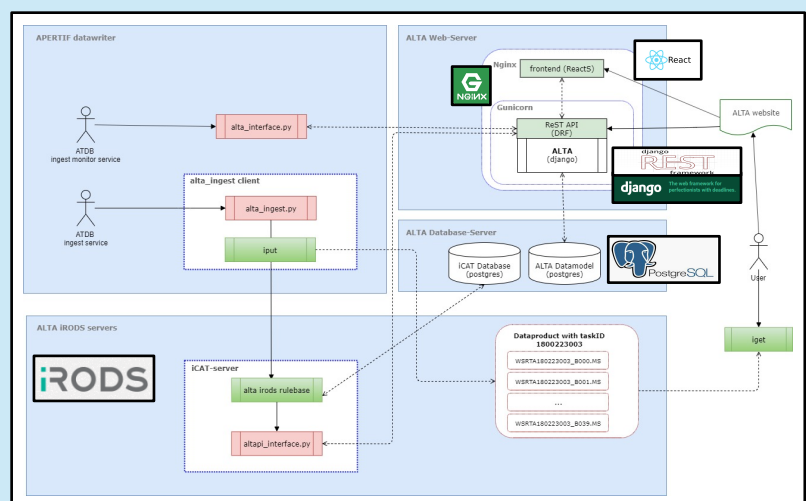 APERTIF datawriter
ATDB
ingest monitor service
alta_interface.py
alta_ingest client
ATDB
ingest service
alta_ingest.py
iput
ALTA Web-Server
Nginx
NGINX
frontend (ReactS)
React
Gunicorn
ReST API
(DRF)
ALTA
(django)
django
REST
framework
django
The web framework for
perfectionists with deadlines.
ALTA website
ALTA Database-Server
iCAT Database
(postgres)
ALTA Datamodel
(postgres)
PostgreSQL
User
iget
ALTA iRODS servers
iRODS
iCAT-server
alta irods rulebase
altapi_interface.py
Dataproduct with taskID
1800223003
WSRTA180223003_B000.MS
WSRTA180223003_B001.MS
...
WSRTA180223003_B039.MS